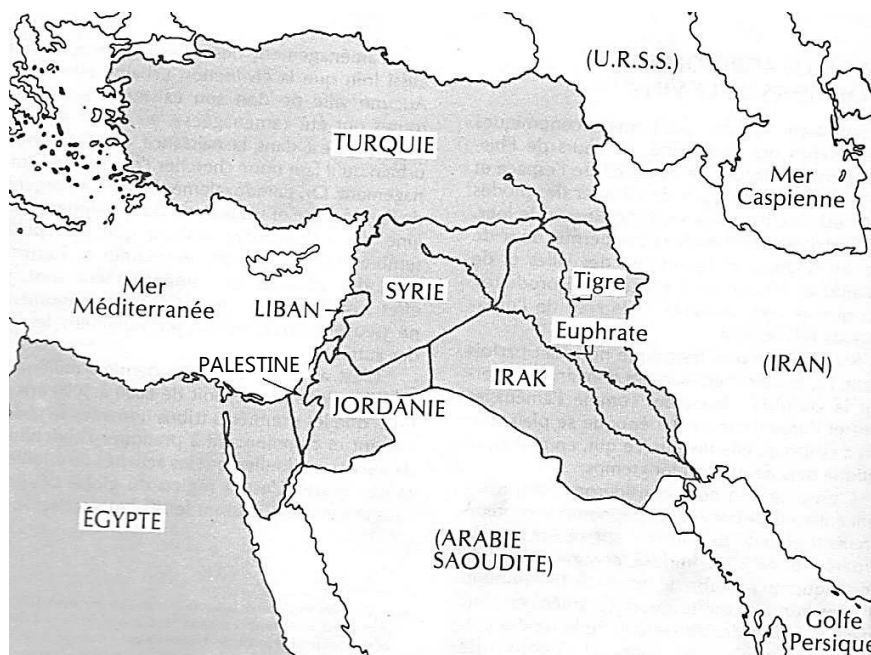 (U.R.S.S.)
TURQUIE
Mer
Caspienne
Mer
Méditerranée
SYRIE
Tigre
LIBAN
Euphrate
PALESTINE
IRAK
(IRAN)
JORDANIE
ÉGYPTE
(ARABIE
SAOUDITE)
Golfe
Persique